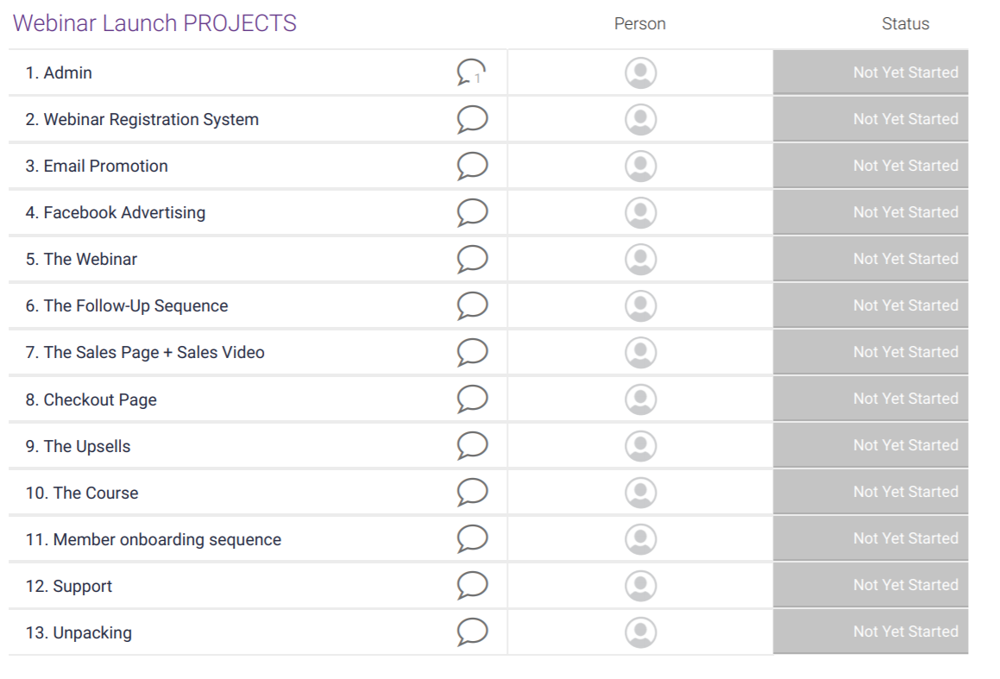 Webinar Launch PROJECTS Person Status
1. Admin 1 Not Yet Started
2. Webinar Registration System Not Yet Started
3. Email Promotion Not Yet Started
4. Facebook Advertising Not Yet Started
5. The Webinar Not Yet Started
6. The Follow-Up Sequence Not Yet Started
7. The Sales Page + Sales Video Not Yet Started
8. Checkout Page Not Yet Started
9. The Upsells Not Yet Started
10. The Course Not Yet Started
11. Member onboarding sequence Not Yet Started
12. Support Not Yet Started
13. Unpacking Not Yet Started